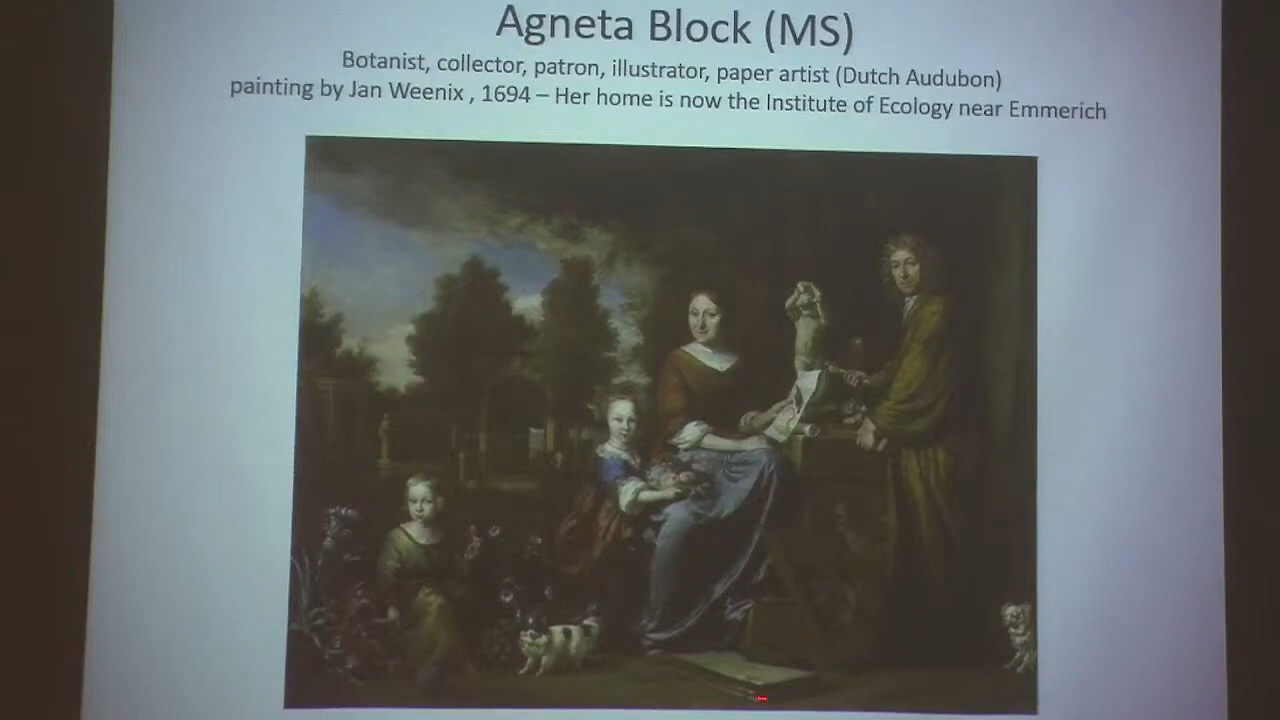 Agneta Block (MS)
Botanist, collector, patron, illustrator, paper artist (Dutch Audubon)
painting by Jan Weenix , 1694 – Her home is now the Institute of Ecology near Emmerich